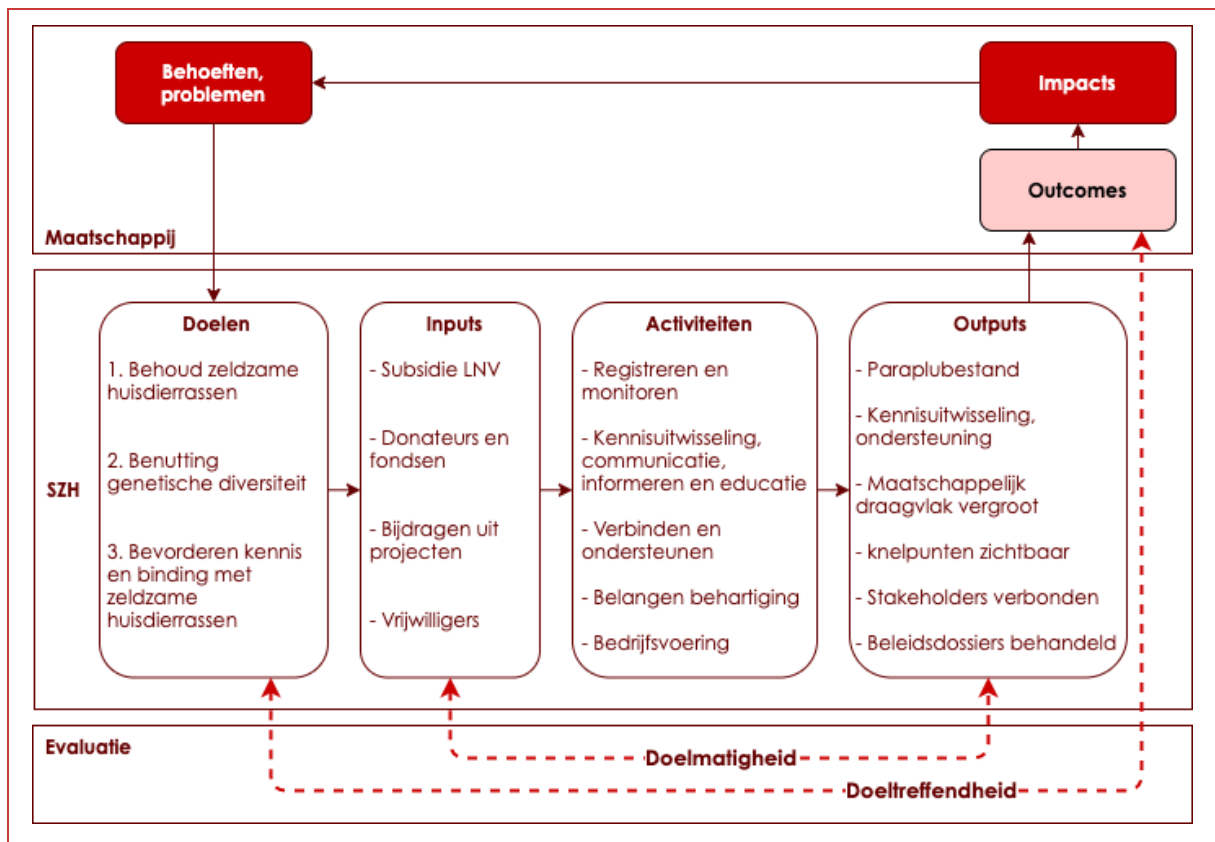 Behoeften,
problemen
Impacts
Outcomes
Maatschappij
SZH
Doelen
1. Behoud zeldzame
huisdierrassen
2. Benutting
genetische diversiteit
3. Bevorderen kennis
en binding met
zeldzame
huisdierrassen
Inputs
- Subsidie LNV
- Donateurs en
fondsen
- Bijdragen uit
projecten
- Vrijwilligers
Activiteiten
- Registreren en
monitoren
- Kennisuitwisseling,
communicatie,
informeren en educatie
- Verbinden en
ondersteunen
- Belangen behartiging
- Bedrijfsvoering
Outputs
- Paraplubestand
- Kennisuitwisseling,
ondersteuning
- Maatschappelijk
draagvlak vergroot
- knelpunten zichtbaar
- Stakeholders verbonden
- Beleidsdossiers behandeld
Evaluatie
Doelmatigheid
Doeltreffendheid